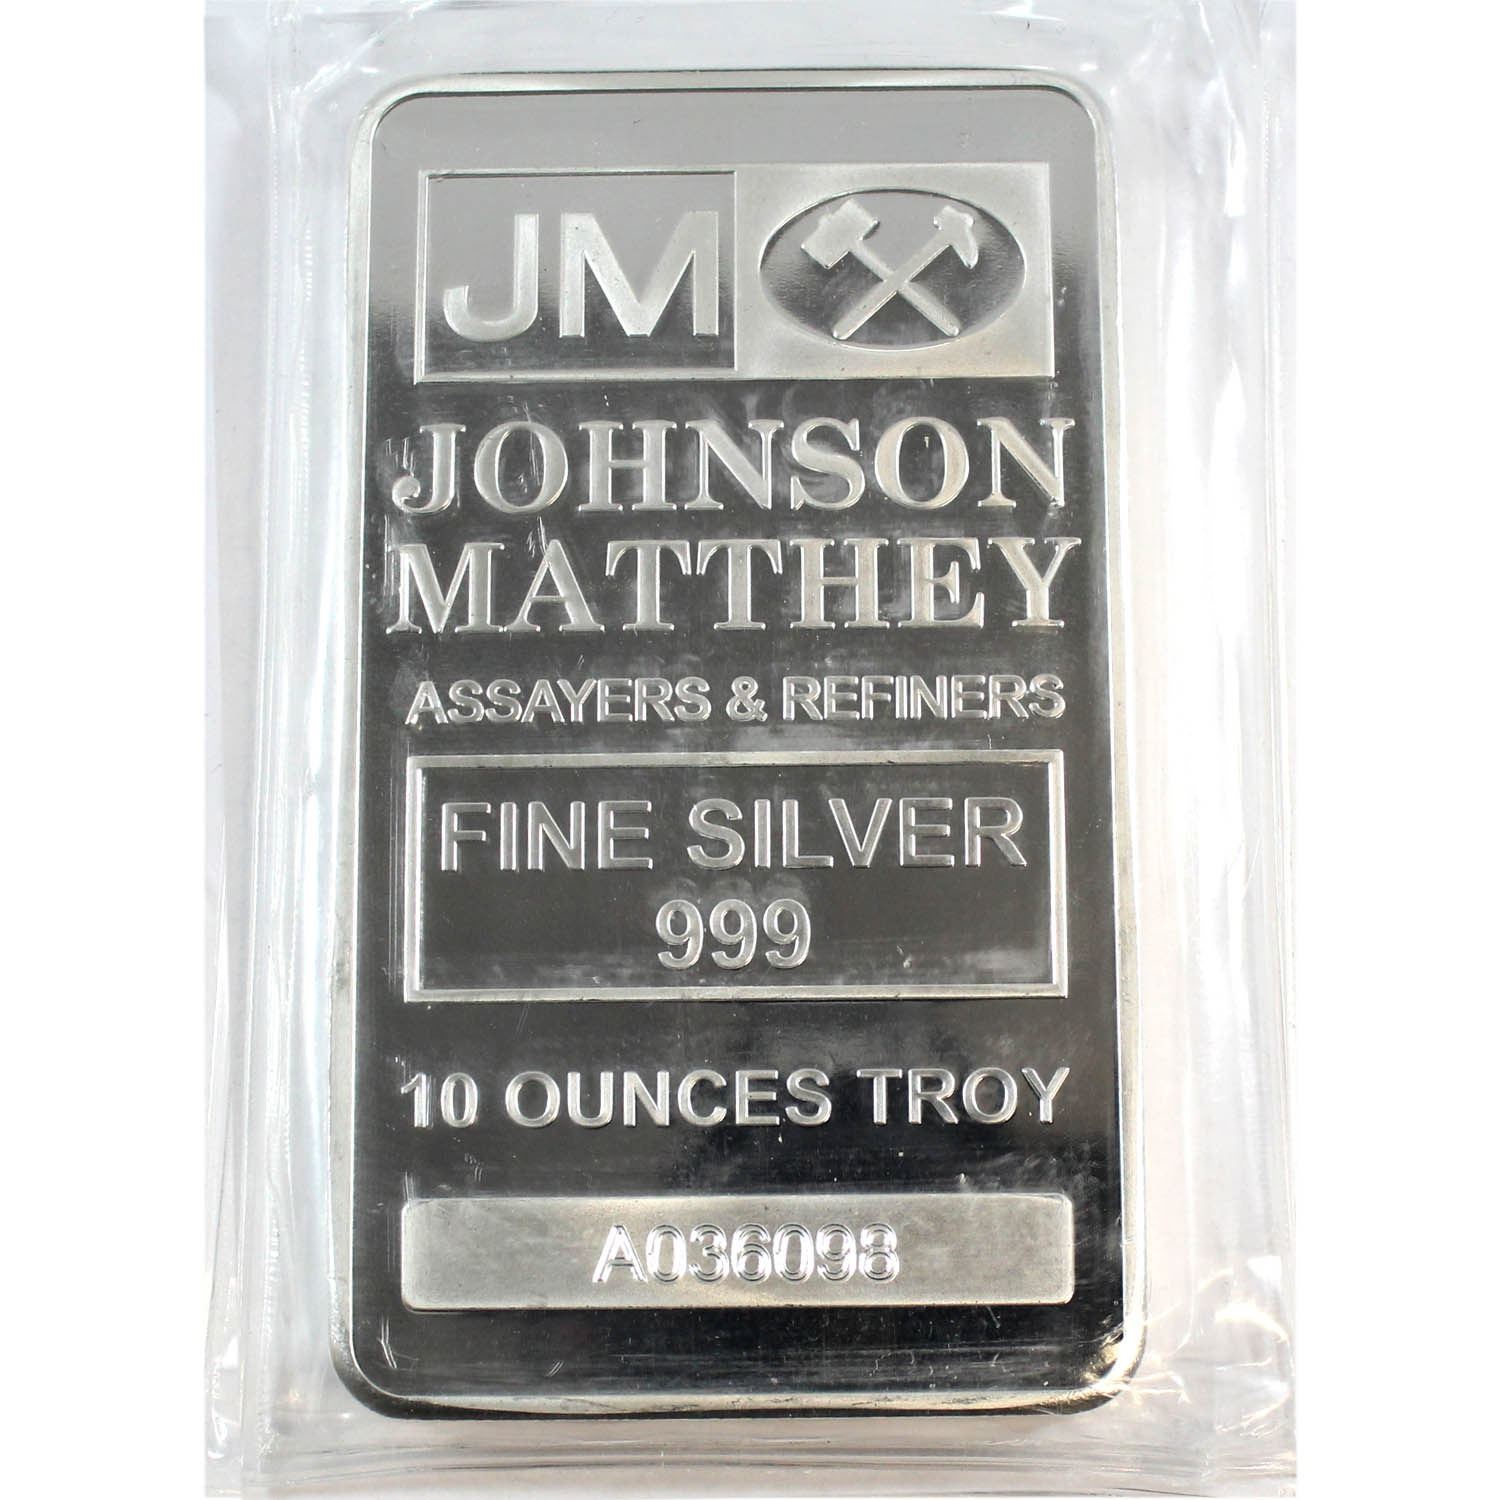 JM
JOHNSON
MATTHEY
ASSAYERS & REFINERS
FINE SILVER
999
10 OUNCES TROY
A036098